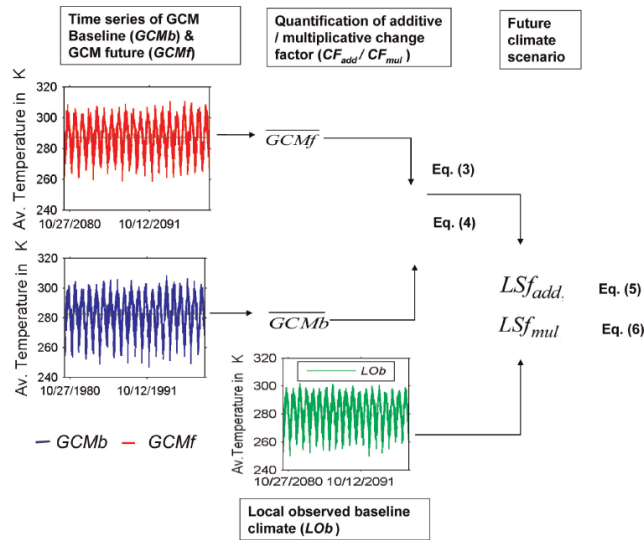 Time series of GCM
Baseline (GCMb) &
GCM future (GCMf)
Quantification of additive
/ multiplicative change
factor (CFadd / CFmul)
Future
climate
scenario
Av. Temperature in K
320
300
280
260
240
10/27/2080 10/12/2091
GCMf
Eq. (3)
Eq. (4)
Av. Temperature in K
320
300
280
260
240
10/27/1980 10/12/1991
GCMb
LSfadd,
Eq. (5)
LSfmul
Eq. (6)
GCMb
GCMf
Av.Temperature in K
320
300
280
260
240
LOb
10/27/2080 10/12/2091
Local observed baseline
climate (LOb)